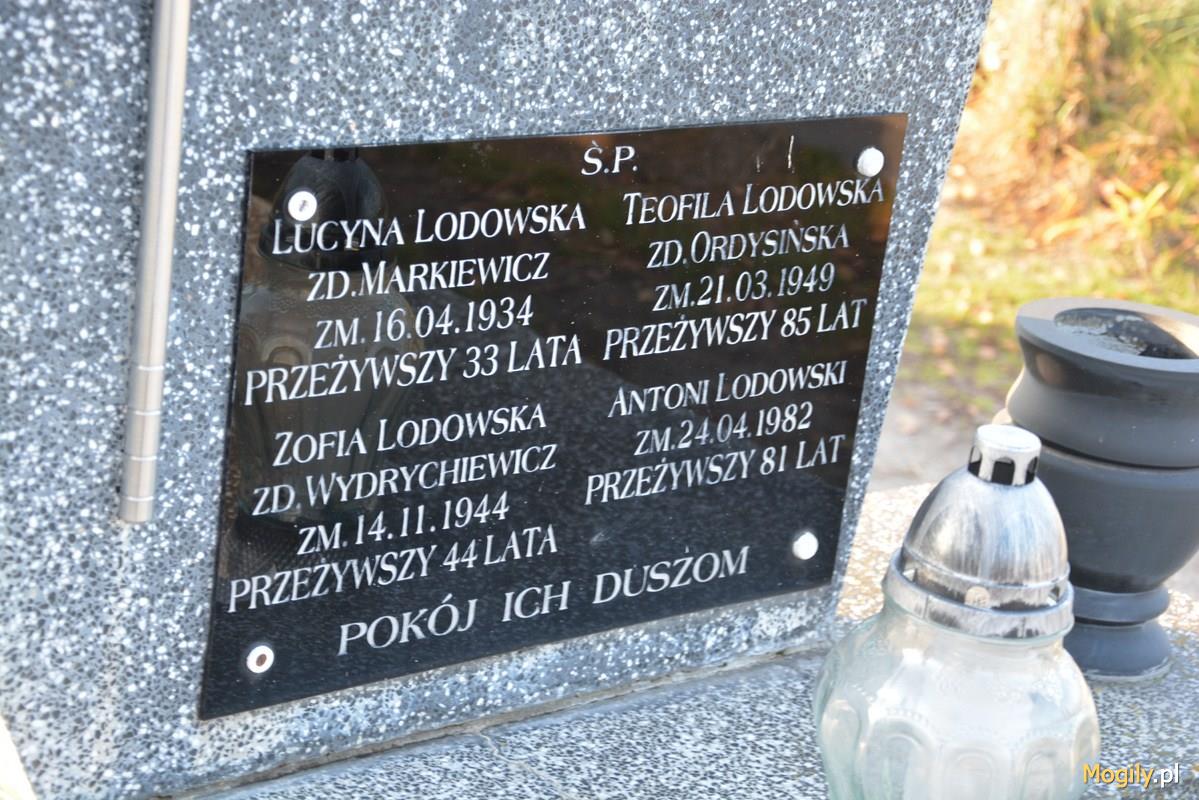 Ś.P.
LUCYNA LODOWSKA
ZD. MARKIEWICZ
ZM. 16.04.1934
PRZEŻYWSZY 33 LATA
ZOFIA LODOWSKA
ZD. WYDRYCHIEWICZ
ZM. 14.11.1944
PRZEŻYWSZY 44 LATA
TEOFILA LODOWSKA
ZD. ORDYSIŃSKA
ZM. 21.03.1949
PRZEŻYWSZY 85 LAT
ANTONI LODOWSKI
ZM. 24.04.1982
PRZEŻYWSZY 81 LAT
POKÓJ ICH DUSZOM
Mogily.pl